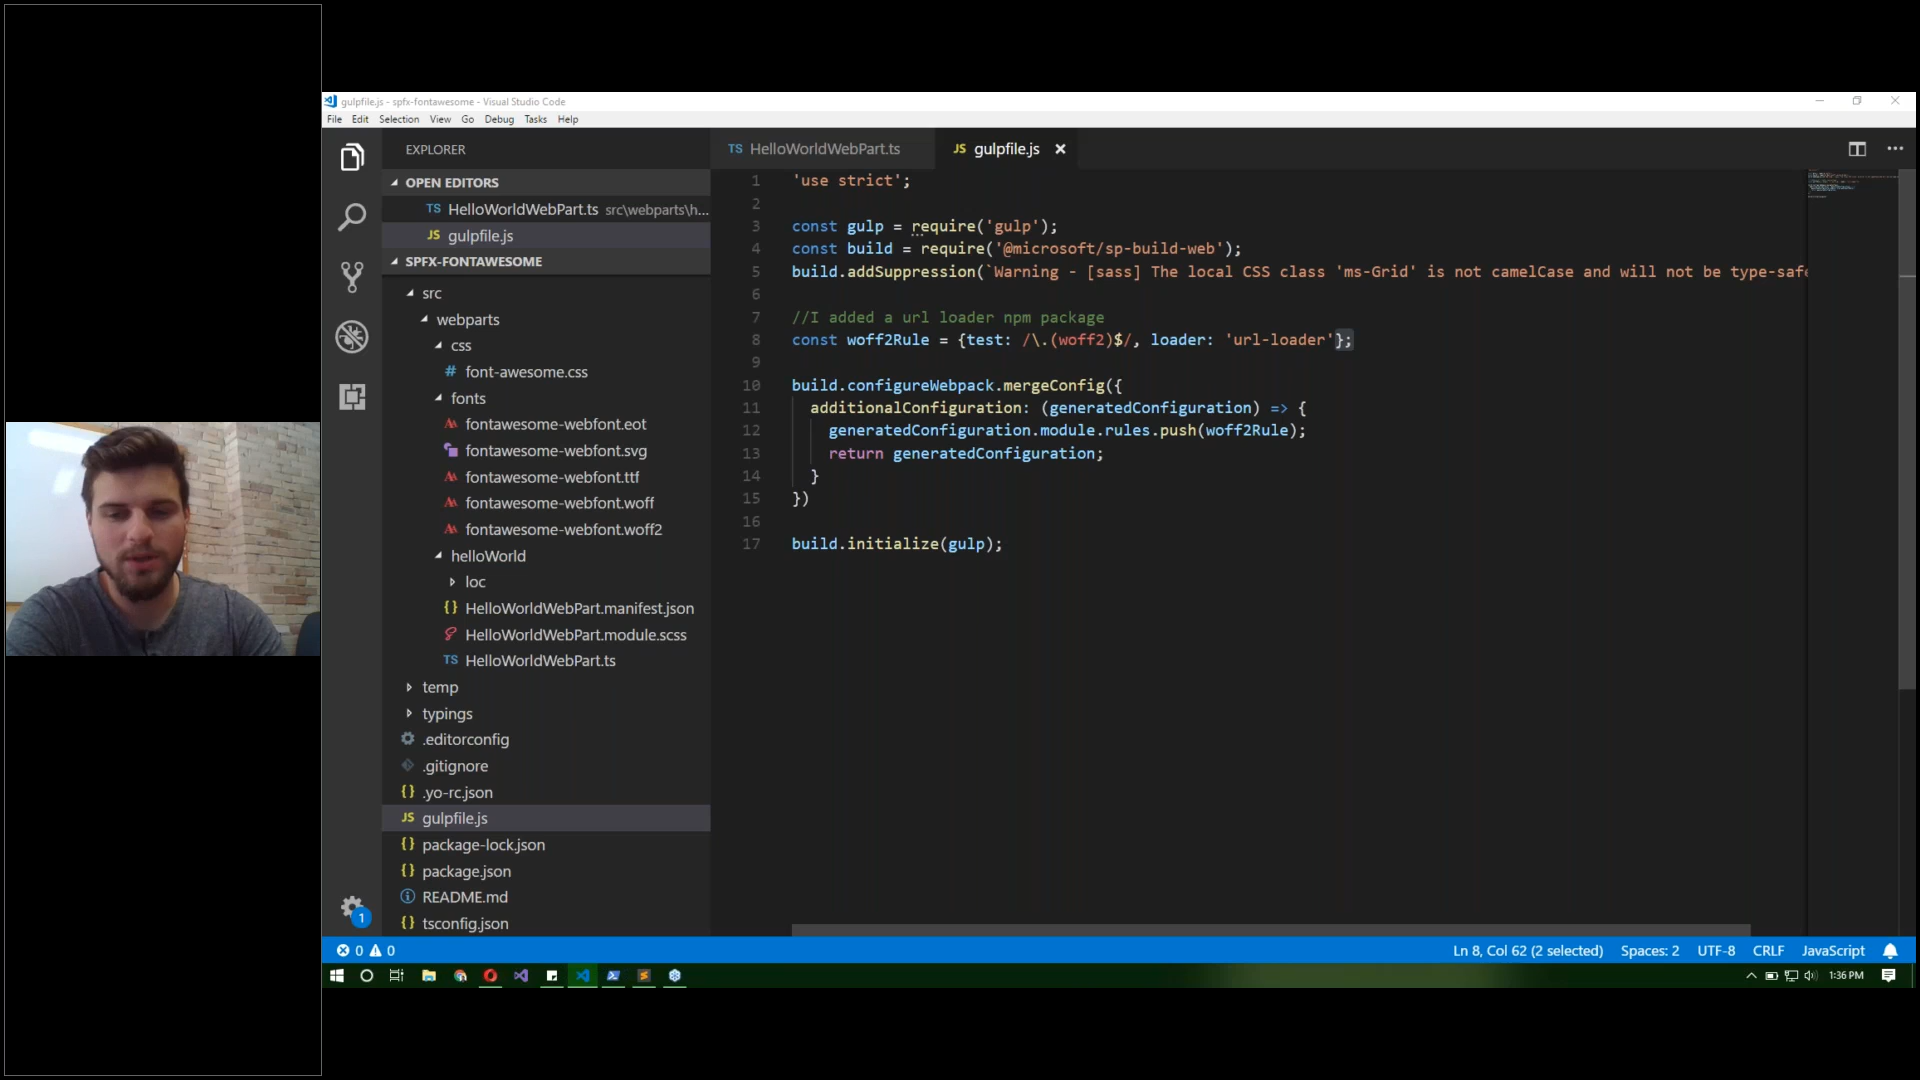 gulpfile.js - spfx-fontawesome - Visual Studio Code
File Edit Selection View Go Debug Tasks Help
EXPLORER
OPEN EDITORS
TS HelloWorldWebPart.ts src\webparts\h...
JS gulpfile.js
SPFX-FONTAWESOME
src
webparts
css
# font-awesome.css
fonts
fontawesome-webfont.eot
fontawesome-webfont.svg
fontawesome-webfont.ttf
fontawesome-webfont.woff
fontawesome-webfont.woff2
helloWorld
loc
{} HelloWorldWebPart.manifest.json
HelloWorldWebPart.module.scss
TS HelloWorldWebPart.ts
temp
typings
.editorconfig
.gitignore
{} .yo-rc.json
JS gulpfile.js
{} package-lock.json
{} package.json
README.md
{} tsconfig.json
1
TS HelloWorldWebPart.ts JS gulpfile.js
1 'use strict';
2
3 const gulp = require('gulp');
4 const build = require('@microsoft/sp-build-web');
5 build.addSuppression(`Warning - [sass] The local CSS class 'ms-Grid' is not camelCase and will not be type-safe
6
7 //I added a url loader npm package
8 const woff2Rule = {test: /\.(woff2)$/, loader: 'url-loader'};
9
10 build.configureWebpack.mergeConfig({
11 additionalConfiguration: (generatedConfiguration) => {
12 generatedConfiguration.module.rules.push(woff2Rule);
13 return generatedConfiguration;
14 }
15 })
16
17 build.initialize(gulp);
0 0 Ln 8, Col 62 (2 selected) Spaces: 2 UTF-8 CRLF JavaScript
1:36 PM